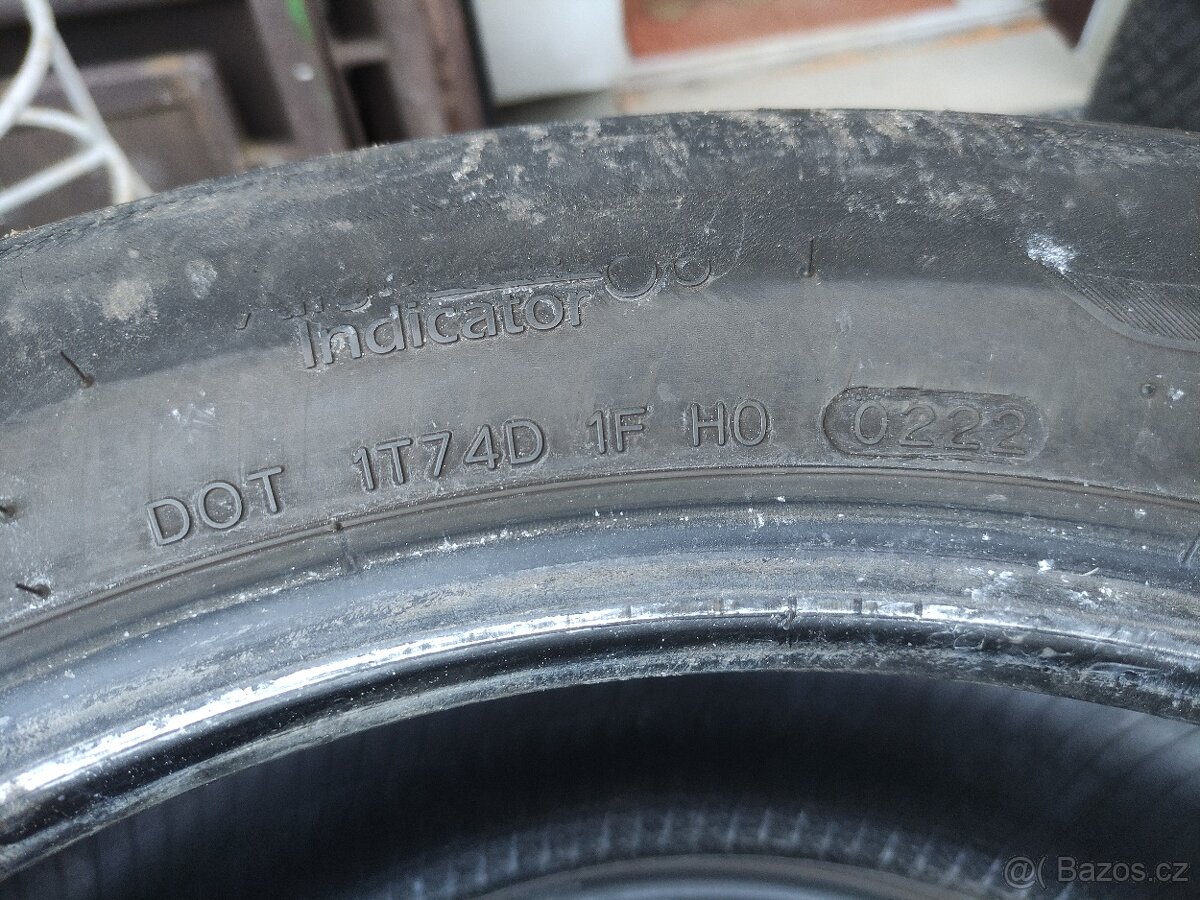 Indicator
DOT 1T74D 1F H0 0222
@( Bazos.cz